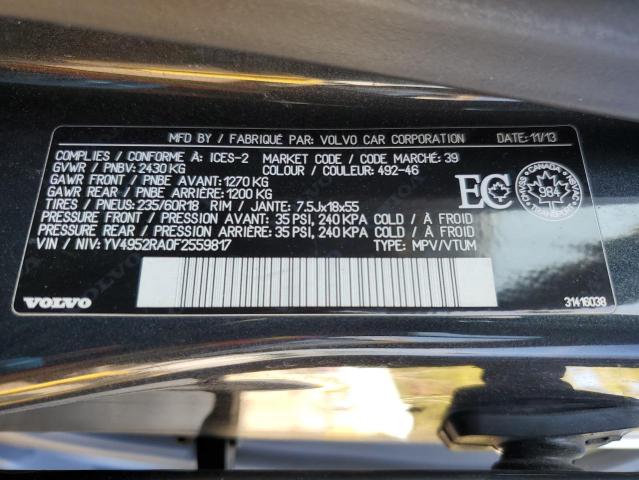 MFD BY / FABRIQUÉ PAR: VOLVO CAR CORPORATION DATE: 11/13
COMPLIES / CONFORME À: ICES-2 MARKET CODE / CODE MARCHÉ: 39
GVWR / PNBV: 2430 KG COLOUR / COULEUR: 492-46
GAWR FRONT / PNBE AVANT: 1270 KG
GAWR REAR / PNBE ARRIÈRE: 1200 KG
TIRES / PNEUS: 235/60R18 RIM / JANTE: 7.5Jx18x55
PRESSURE FRONT / PRESSION AVANT: 35 PSI, 240 KPA COLD / À FROID
PRESSURE REAR / PRESSION ARRIÈRE: 35 PSI, 240 KPA COLD / À FROID
VIN / NIV: YV4952RA0F2559817 TYPE: MPV/VTUM
EC
CANADA
984
TRANSPORT
VOLVO
31416038